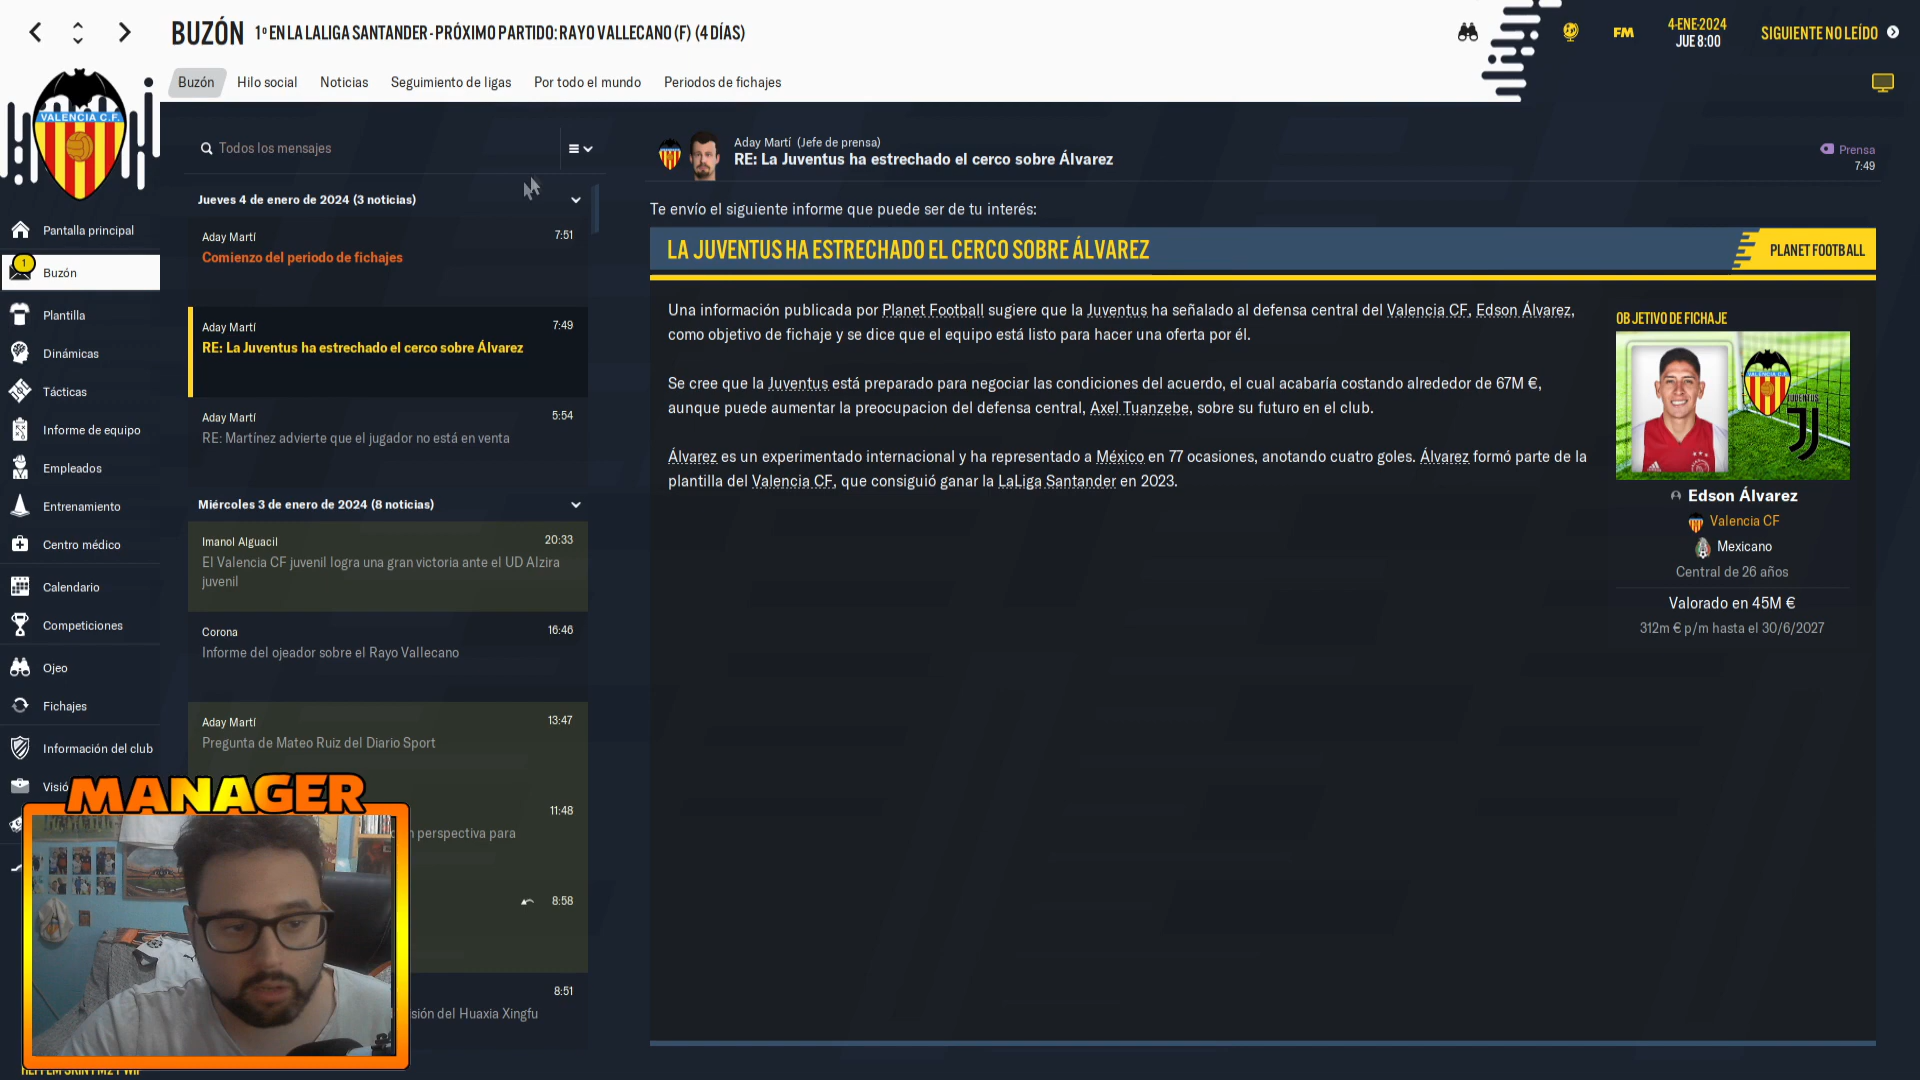 BUZÓN 1º EN LA LALIGA SANTANDER - PRÓXIMO PARTIDO: RAYO VALLECANO (F) (4 DÍAS)
FM
4-ENE-2024
JUE 8:00
SIGUIENTE NO LEÍDO
Buzón Hilo social Noticias Seguimiento de ligas Por todo el mundo Periodos de fichajes
VALENCIA C.F.
Pantalla principal
1
Buzón
Plantilla
Dinámicas
Tácticas
Informe de equipo
Empleados
Entrenamiento
Centro médico
Calendario
Competiciones
Ojeo
Fichajes
Información del club
Visió
Todos los mensajes
Jueves 4 de enero de 2024 (3 noticias)
Aday Martí 7:51
Comienzo del periodo de fichajes
Aday Martí 7:49
RE: La Juventus ha estrechado el cerco sobre Álvarez
Aday Martí 5:54
RE: Martínez advierte que el jugador no está en venta
Miércoles 3 de enero de 2024 (8 noticias)
Imanol Alguacil 20:33
El Valencia CF juvenil logra una gran victoria ante el UD Alzira
juvenil
Corona 16:46
Informe del ojeador sobre el Rayo Vallecano
Aday Martí 13:47
Pregunta de Mateo Ruiz del Diario Sport
11:48
perspectiva para
8:58
8:51
sión del Huaxia Xingfu
MANAGER
Aday Martí (Jefe de prensa)
RE: La Juventus ha estrechado el cerco sobre Álvarez
Prensa
7:49
Te envío el siguiente informe que puede ser de tu interés:
LA JUVENTUS HA ESTRECHADO EL CERCO SOBRE ÁLVAREZ
PLANET FOOTBALL
Una información publicada por Planet Football sugiere que la Juventus ha señalado al defensa central del Valencia CF, Edson Álvarez,
como objetivo de fichaje y se dice que el equipo está listo para hacer una oferta por él.
Se cree que la Juventus está preparado para negociar las condiciones del acuerdo, el cual acabaría costando alrededor de 67M €,
aunque puede aumentar la preocupacion del defensa central, Axel Tuanzebe, sobre su futuro en el club.
Álvarez es un experimentado internacional y ha representado a México en 77 ocasiones, anotando cuatro goles. Álvarez formó parte de la
plantilla del Valencia CF, que consiguió ganar la LaLiga Santander en 2023.
OBJETIVO DE FICHAJE
VALENCIA C.F.
JUVENTUS
Edson Álvarez
Valencia CF
Mexicano
Central de 26 años
Valorado en 45M €
312m € p/m hasta el 30/6/2027